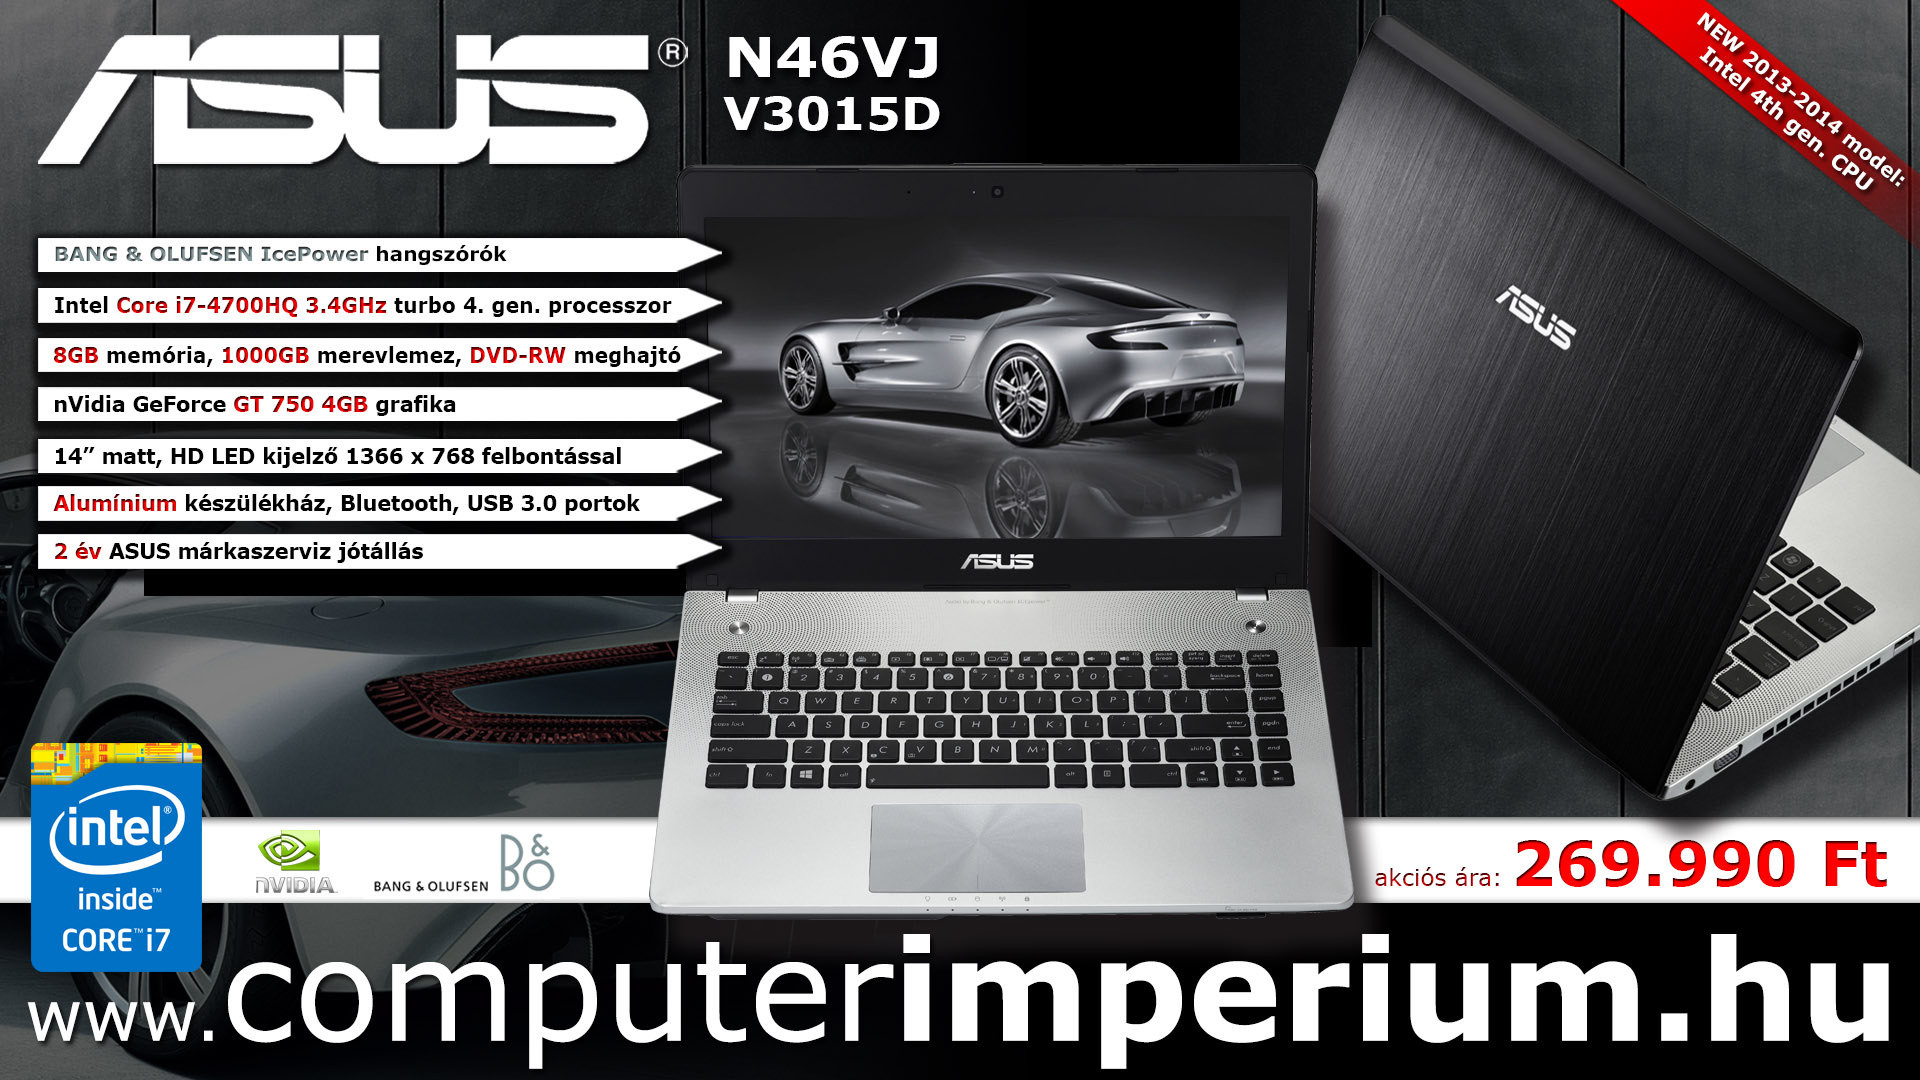 ASUS®
N46VJ
V3015D
NEW 2013-2014 model:
Intel 4th gen. CPU
BANG & OLUFSEN IcePower hangszórók
Intel Core i7-4700HQ 3.4GHz turbo 4. gen. processzor
8GB memória, 1000GB merevlemez, DVD-RW meghajtó
nVidia GeForce GT 750 4GB grafika
14” matt, HD LED kijelző 1366 x 768 felbontással
Alumínium készülékház, Bluetooth, USB 3.0 portok
2 év ASUS márkaszerviz jótállás
ASUS
ASUS
intel®
inside™
CORE™ i7
NVIDIA
BANG & OLUFSEN
B&O
akciós ára: 269.990 Ft
www.computerimperium.hu